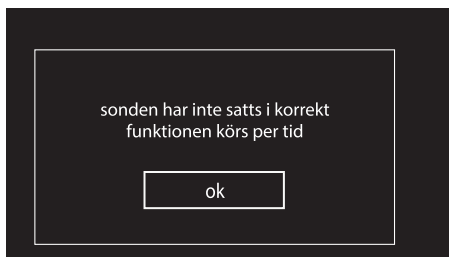 sonden har inte satts i korrekt
funktionen körs per tid
ok